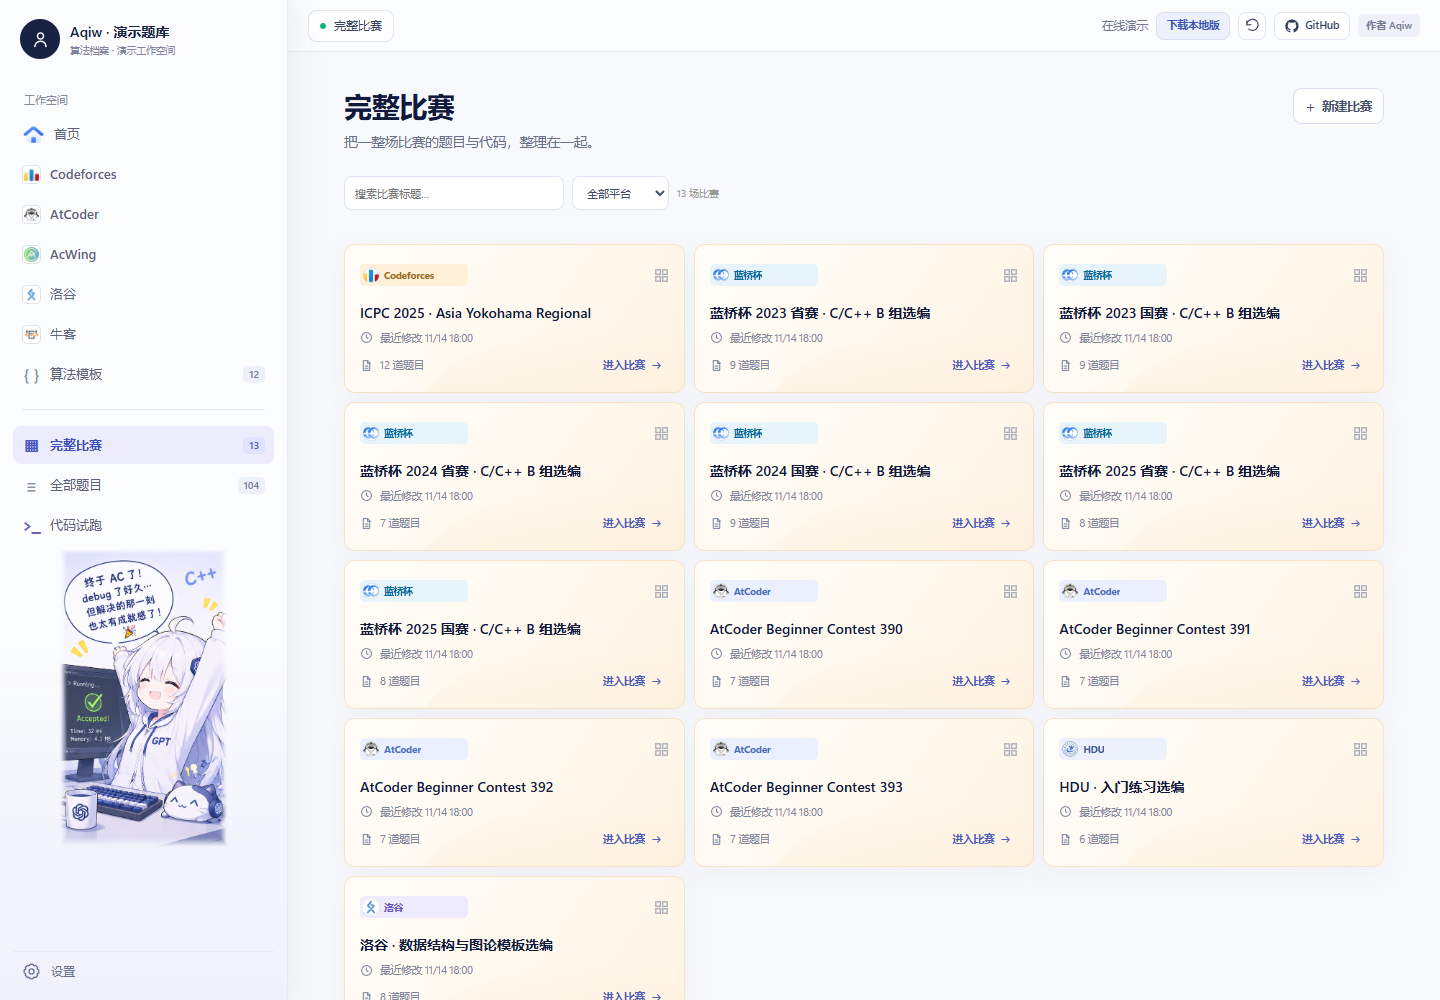 Aqiw · 演示题库
算法档案 · 演示工作空间
工作空间
首页
Codeforces
AtCoder
AcWing
洛谷
牛客
{ } 算法模板 12
完整比赛 13
全部题目 104
>_ 代码试跑
终于 AC 了！
debug 了好久…
但解决的那一刻
也太有成就感了！
C++
> Running...
Accepted!
Time: 32 ms
Memory: 4.2 MB
GPT
设置
完整比赛
在线演示 下载本地版 GitHub 作者 Aqiw
完整比赛
+ 新建比赛
把一整场比赛的题目与代码，整理在一起。
搜索比赛标题... 全部平台 13 场比赛
Codeforces
ICPC 2025 · Asia Yokohama Regional
最近修改 11/14 18:00
12 道题目 进入比赛 →
蓝桥杯
蓝桥杯 2023 省赛 · C/C++ B 组选编
最近修改 11/14 18:00
9 道题目 进入比赛 →
蓝桥杯
蓝桥杯 2023 国赛 · C/C++ B 组选编
最近修改 11/14 18:00
9 道题目 进入比赛 →
蓝桥杯
蓝桥杯 2024 省赛 · C/C++ B 组选编
最近修改 11/14 18:00
7 道题目 进入比赛 →
蓝桥杯
蓝桥杯 2024 国赛 · C/C++ B 组选编
最近修改 11/14 18:00
9 道题目 进入比赛 →
蓝桥杯
蓝桥杯 2025 省赛 · C/C++ B 组选编
最近修改 11/14 18:00
8 道题目 进入比赛 →
蓝桥杯
蓝桥杯 2025 国赛 · C/C++ B 组选编
最近修改 11/14 18:00
8 道题目 进入比赛 →
AtCoder
AtCoder Beginner Contest 390
最近修改 11/14 18:00
7 道题目 进入比赛 →
AtCoder
AtCoder Beginner Contest 391
最近修改 11/14 18:00
7 道题目 进入比赛 →
AtCoder
AtCoder Beginner Contest 392
最近修改 11/14 18:00
7 道题目 进入比赛 →
AtCoder
AtCoder Beginner Contest 393
最近修改 11/14 18:00
7 道题目 进入比赛 →
HDU
HDU · 入门练习选编
最近修改 11/14 18:00
6 道题目 进入比赛 →
洛谷
洛谷 · 数据结构与图论模板选编
最近修改 11/14 18:00
8 道题目 进入比赛 →